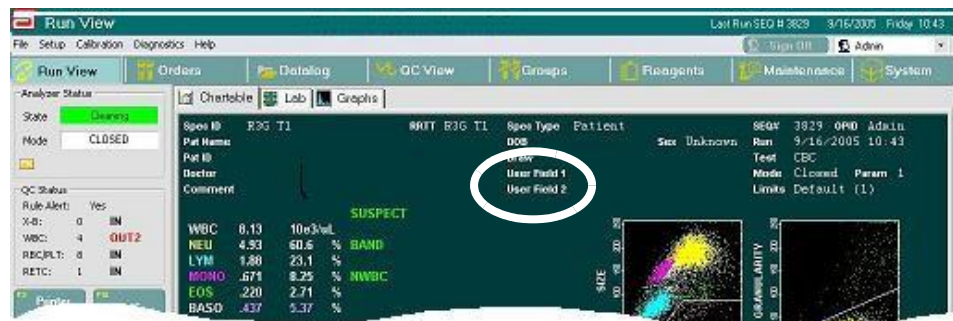 Run View Last Run SEQ # 3829 9/16/2005 Friday 10:43
File Setup Calibration Diagnostics Help Sign Off Admin
Run View Orders Datalog QC View Groups Reagents Maintenance System
Analyzer Status Chartable Lab Graphs
State Cleaning
Mode CLOSED
Spec ID R3G T1 RRTT R3G T1 Spec Type Patient SEQ# 3829 OPID Admin
Pat Name DOB Sex Unknown Run 9/16/2005 10:43
Pat ID Draw Test CBC
Doctor User Field 1 Mode Closed Param 1
Comment User Field 2 Limits Default (1)
QC Status
Rule Alert: Yes
X-B: 0 IN
WBC: 4 OUT2
RBC/PLT: 0 IN
RETC: 1 IN
SUSPECT
WBC 8.13 10e3/uL
NEU 4.93 60.6 % BAND
LYM 1.88 23.1 %
MONO .671 8.25 % NWBC
EOS .220 2.71 %
BASO .437 5.37 %
SIZE
GRANULARITY
Printer